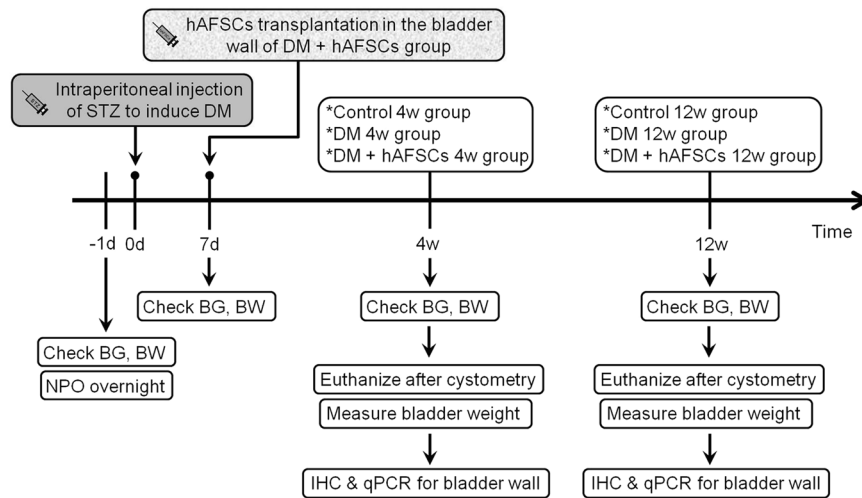 hAFSCs transplantation in the bladder
wall of DM + hAFSCs group
Intraperitoneal injection
of STZ to induce DM
STZ
*Control 4w group
*DM 4w group
*DM + hAFSCs 4w group
*Control 12w group
*DM 12w group
*DM + hAFSCs 12w group
-1d
0d
7d
4w
12w
Time
Check BG, BW
NPO overnight
Check BG, BW
Check BG, BW
Euthanize after cystometry
Measure bladder weight
IHC & qPCR for bladder wall
Check BG, BW
Euthanize after cystometry
Measure bladder weight
IHC & qPCR for bladder wall